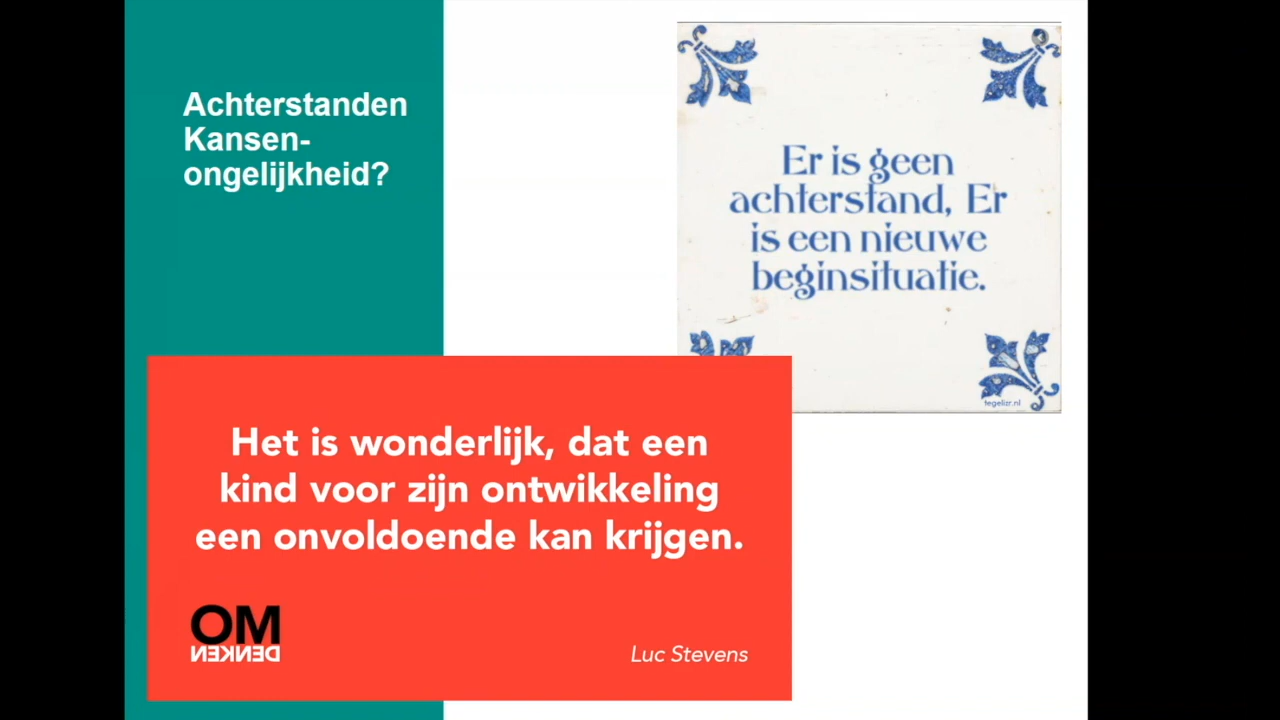 Achterstanden
Kansen-
ongelijkheid?
Er is geen
achterstand, Er
is een nieuwe
beginsituatie.
tegelizr.nl
Het is wonderlijk, dat een
kind voor zijn ontwikkeling
een onvoldoende kan krijgen.
OM
DENKEN
Luc Stevens